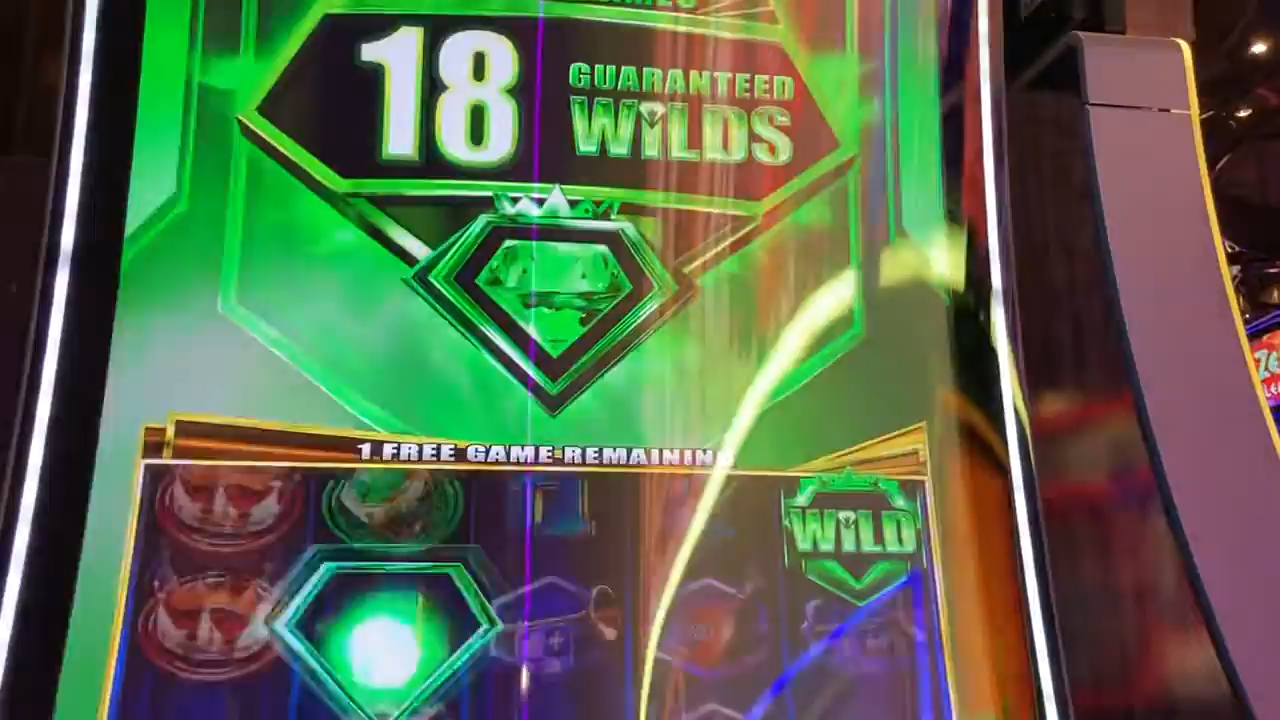 18
GUARANTEED
WILDS
1 FREE GAME REMAINING
WILD